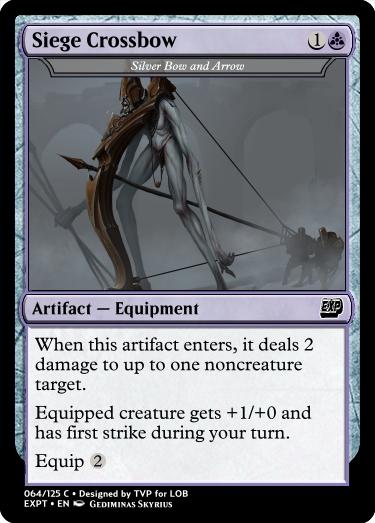 Siege Crossbow 1
Silver Bow and Arrow
Artifact — Equipment EXP
When this artifact enters, it deals 2
damage to up to one noncreature
target.
Equipped creature gets +1/+0 and
has first strike during your turn.
Equip 2
064/125 C • Designed by TVP for LOB
EXPT • EN Gediminas Skyrius